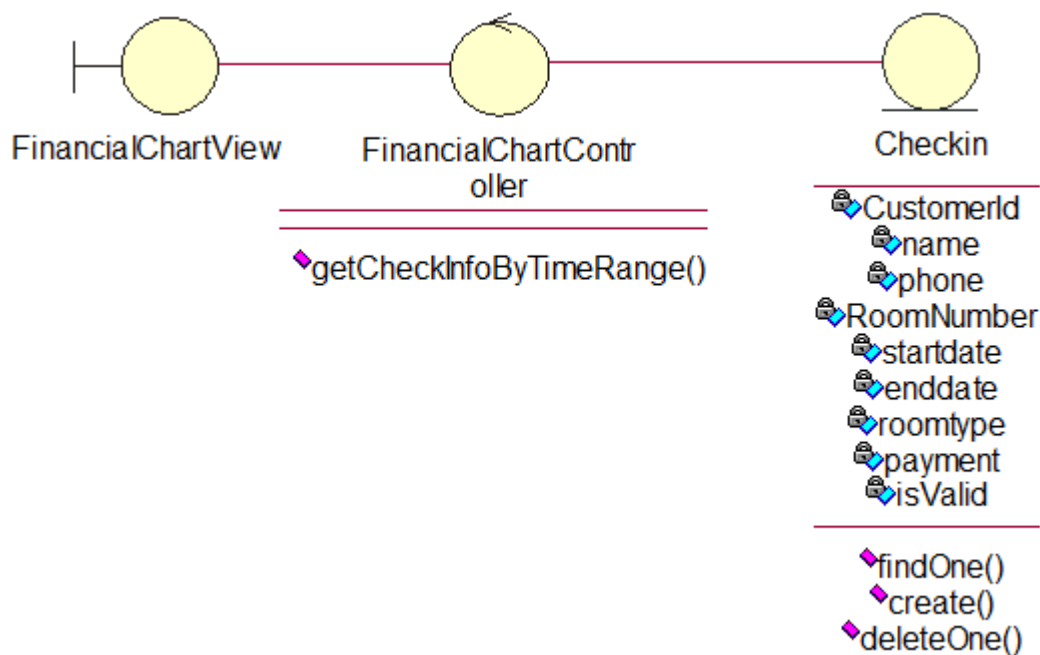 FinancialChartView
FinancialChartContr
oller
getCheckInfoByTimeRange()
Checkin
CustomerId
name
phone
RoomNumber
startdate
enddate
roomtype
payment
isValid
findOne()
create()
deleteOne()